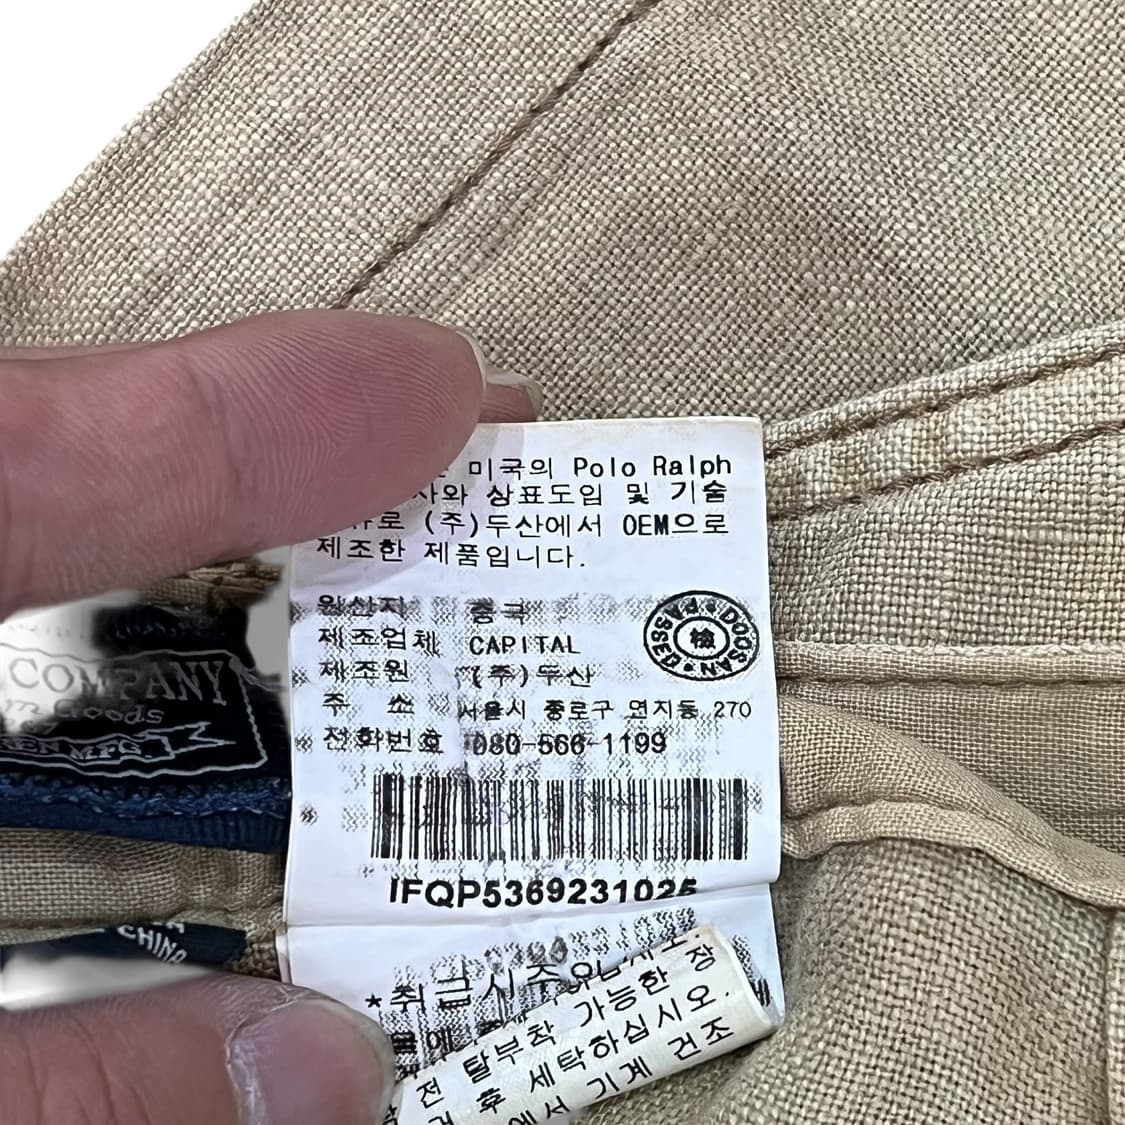 미국의 Polo Ralph
사와 상표도입 및 기술
로 (주)두산에서 OEM으로
제조한 제품입니다.
원산지 중국
제조업체 CAPITAL
제조원 (주)두산
주 소 서울시 종로구 연지동 270
전화번호 080-566-1199
DOOSAN PASSED
檢
IFQP5369231025
*취급시주의
전 탈부착 가능한 장
후 세탁하십시오.
에서 기계 건조
COMPANY
Goods
MFG.
CHINA